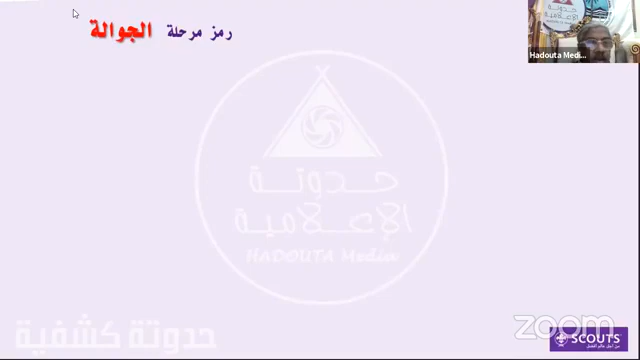 رمز مرحلة الجوالة
Hadouta Medi...
حدوتة
الإعلامية
HADOUTA Media
حدوتة كشفية
zoom
SCOUTS